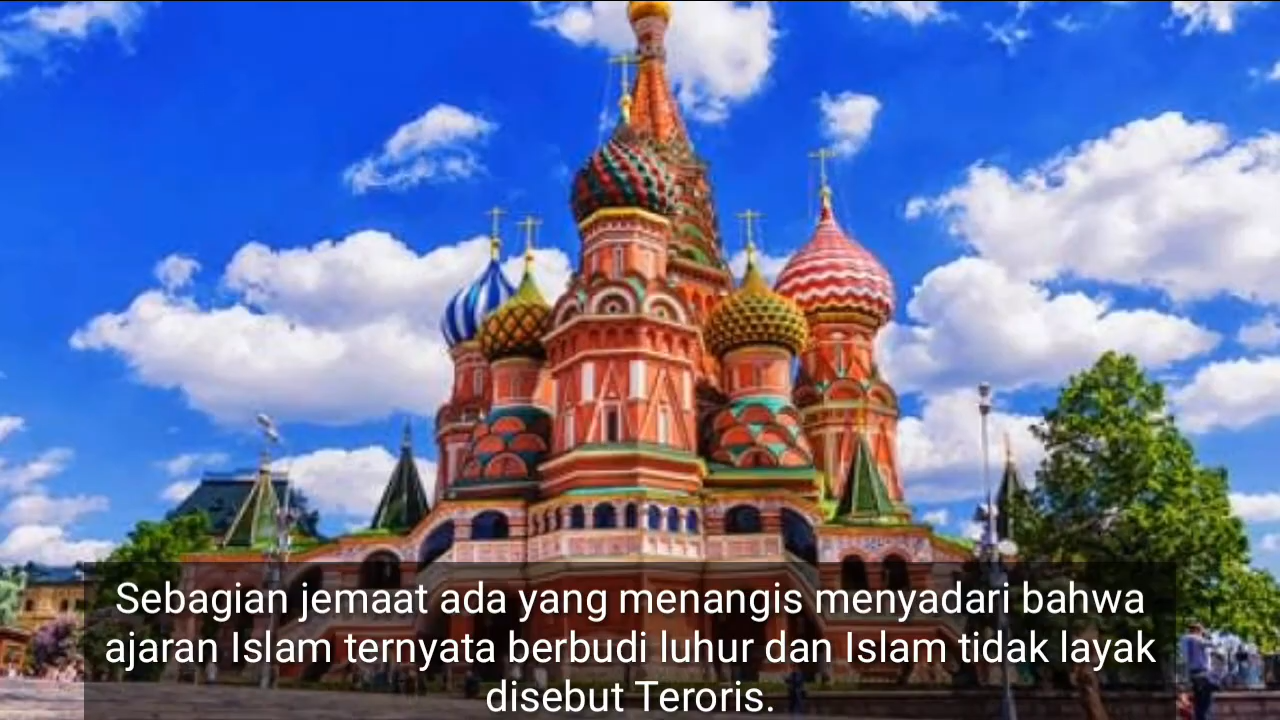 Sebagian jemaat ada yang menangis menyadari bahwa
ajaran Islam ternyata berbudi luhur dan Islam tidak layak
disebut Teroris.